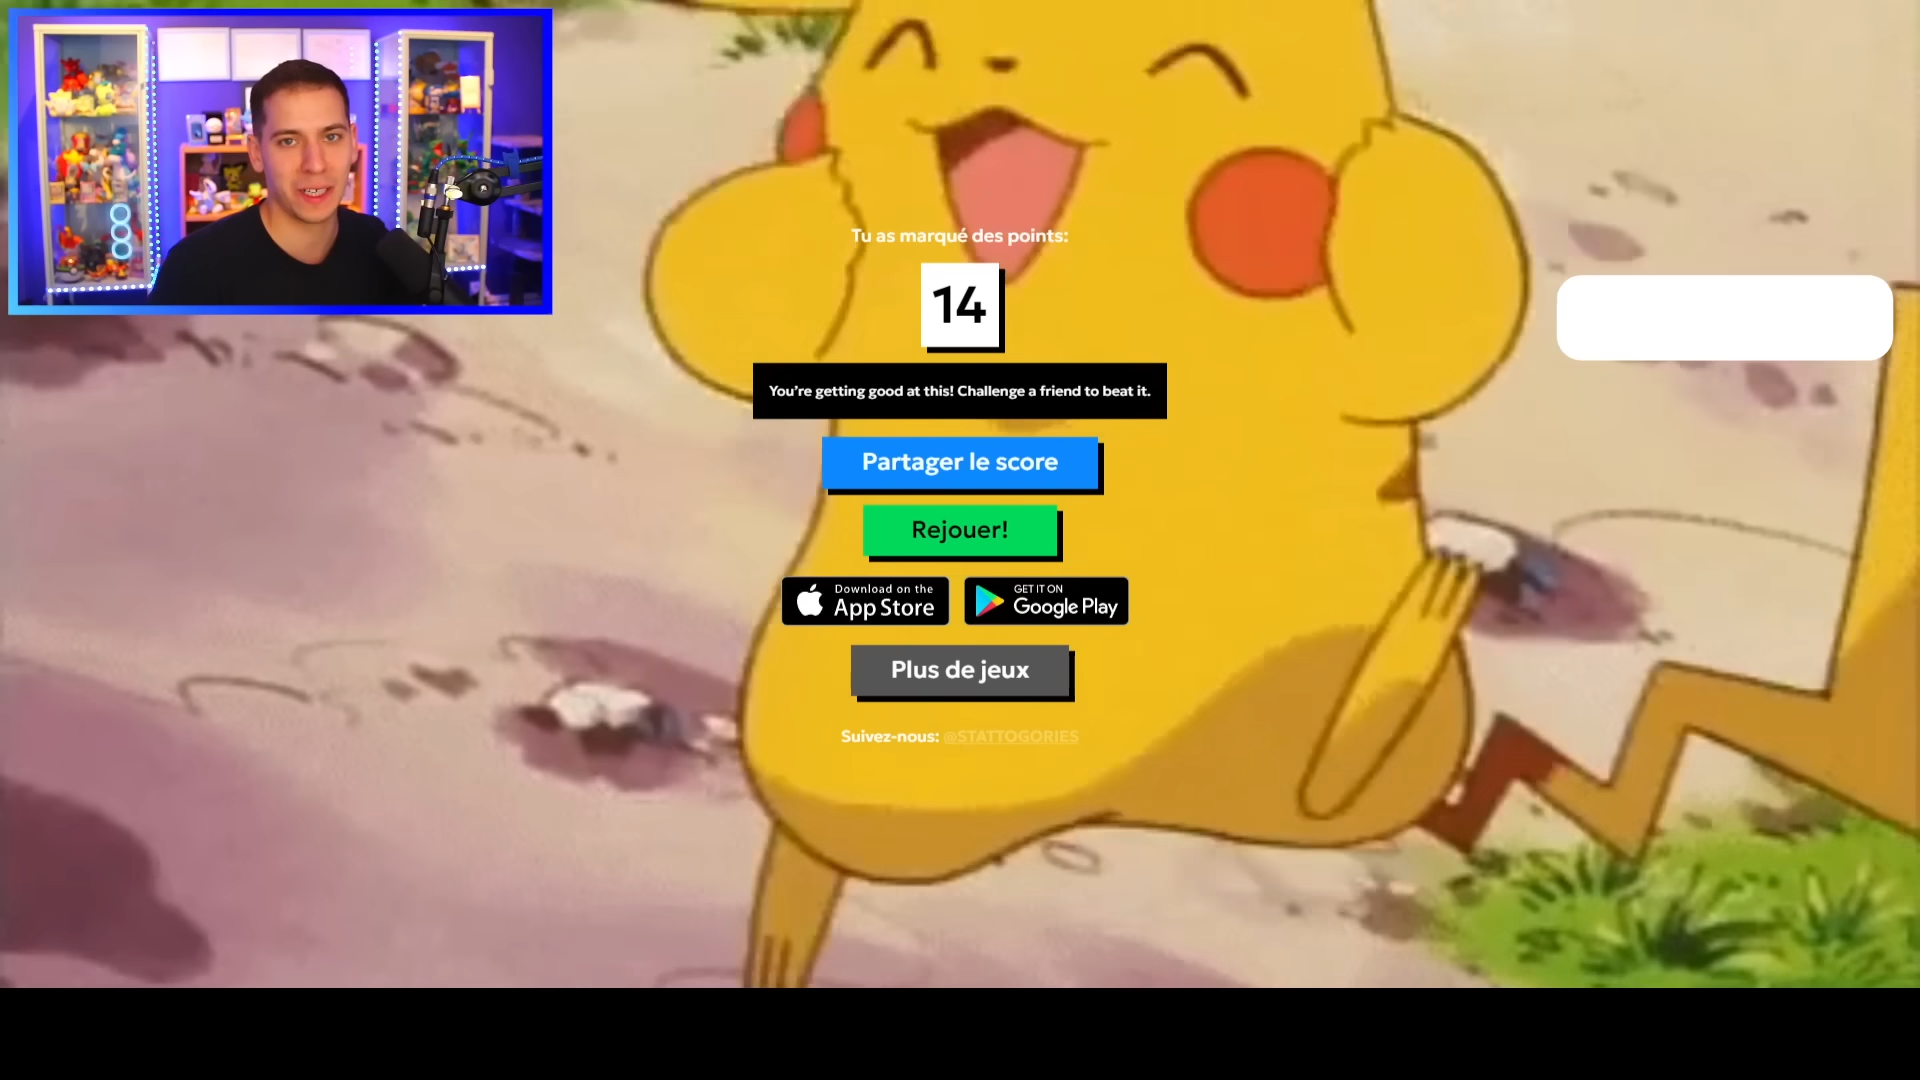 Tu as marqué des points:
14
You're getting good at this! Challenge a friend to beat it.
Partager le score
Rejouer!
Download on the
App Store
GET IT ON
Google Play
Plus de jeux
Suivez-nous: @STATTOGORIES